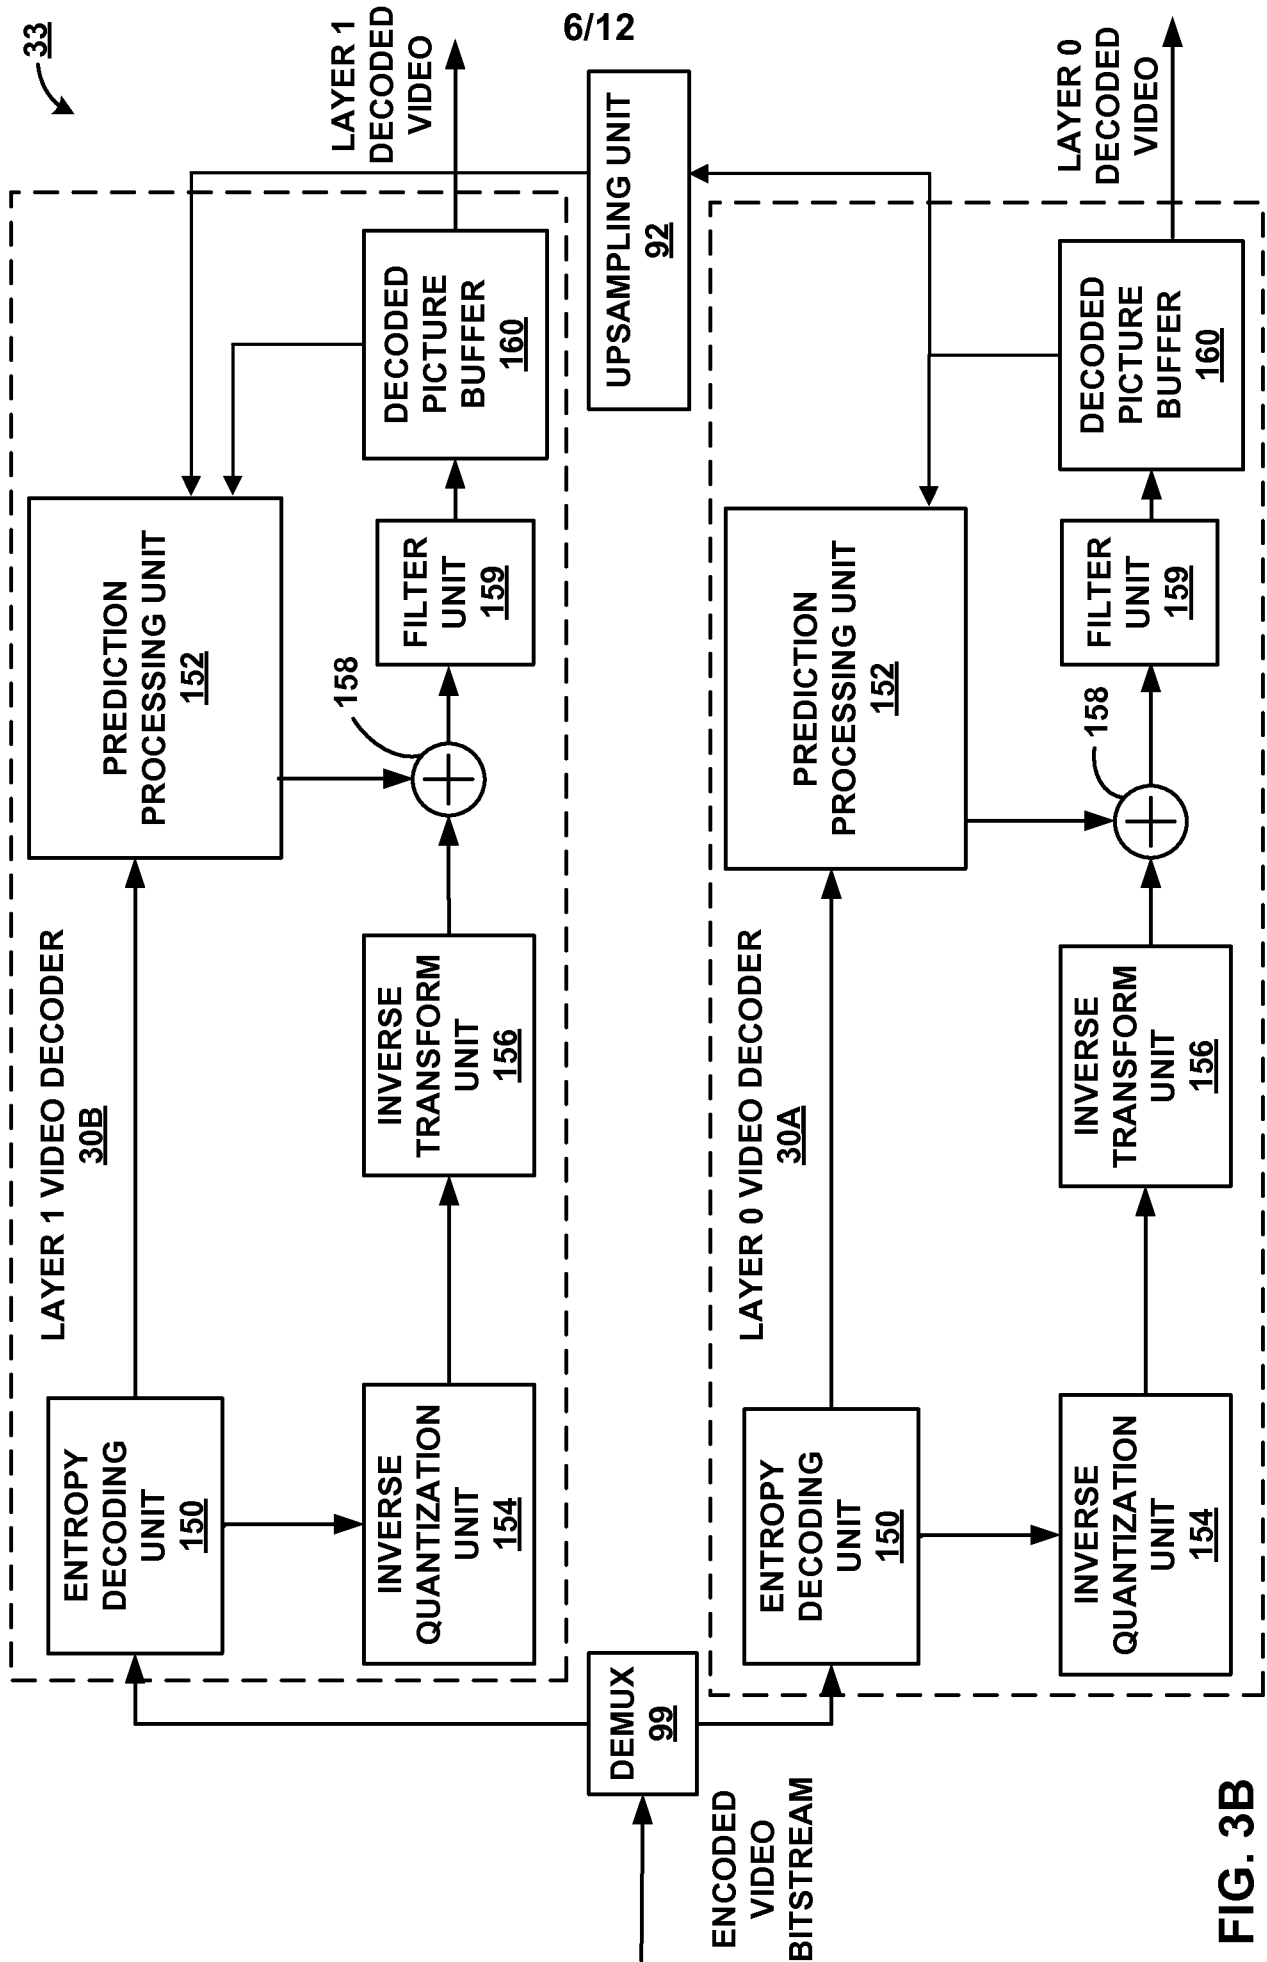 6/12
33
LAYER 1 VIDEO DECODER
30B
ENTROPY
DECODING
UNIT
150
PREDICTION
PROCESSING UNIT
152
INVERSE
QUANTIZATION
UNIT
154
INVERSE
TRANSFORM
UNIT
156
158
FILTER
UNIT
159
DECODED
PICTURE
BUFFER
160
LAYER 1
DECODED
VIDEO
ENCODED
VIDEO
BITSTREAM
DEMUX
99
UPSAMPLING UNIT
92
LAYER 0 VIDEO DECODER
30A
ENTROPY
DECODING
UNIT
150
PREDICTION
PROCESSING UNIT
152
INVERSE
QUANTIZATION
UNIT
154
INVERSE
TRANSFORM
UNIT
156
158
FILTER
UNIT
159
DECODED
PICTURE
BUFFER
160
LAYER 0
DECODED
VIDEO
FIG. 3B